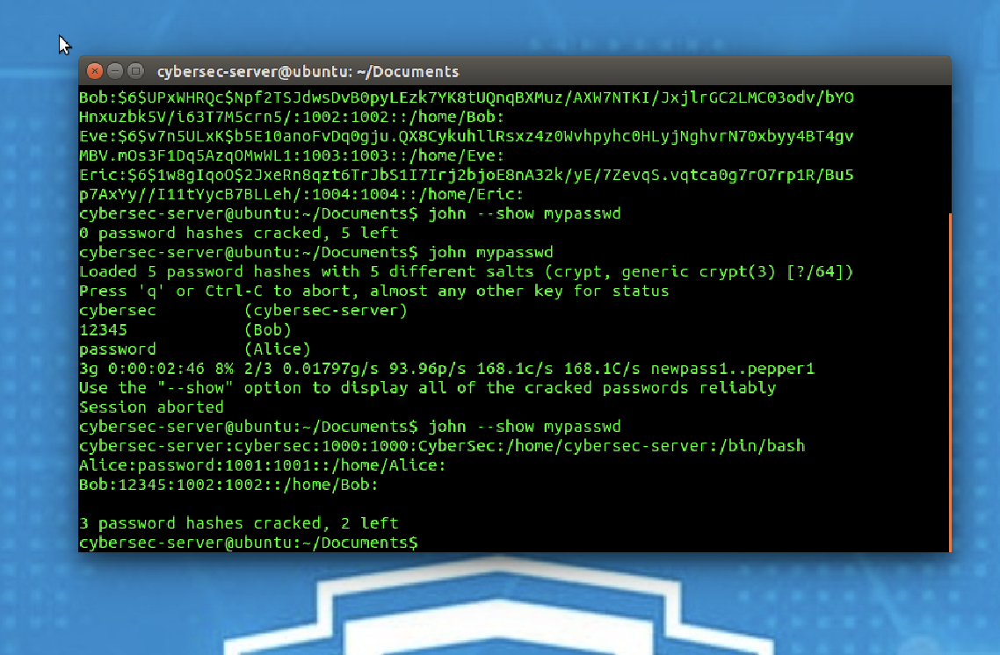 cybersec-server@ubuntu: ~/Documents
Bob:$6$UPxWHRQc$Npf2TSJdwsDvB0pyLEzk7YK8tUQnqBXMuz/AXW7NTKI/JxjlrGC2LMC03odv/bYO
Hnxuzbk5V/i63T7M5crn5/:1002:1002::/home/Bob:
Eve:$6$v7n5ULxK$b5E10anoFvDq0gju.QX8CykuhllRsxz4z0Wvhpyhc0HLyjNghvrN70xbyy4BT4gv
MBV.mOs3F1Dq5AzqOMwWL1:1003:1003::/home/Eve:
Eric:$6$1w8gIqoO$2JxeRn8qzt6TrJbS1I7Irj2bjoE8nA32k/yE/7ZevqS.vqtca0g7rO7rp1R/Bu5
p7AxYy//I11tYycB7BLLeh/:1004:1004::/home/Eric:
cybersec-server@ubuntu:~/Documents$ john --show mypasswd
0 password hashes cracked, 5 left
cybersec-server@ubuntu:~/Documents$ john mypasswd
Loaded 5 password hashes with 5 different salts (crypt, generic crypt(3) [?/64])
Press 'q' or Ctrl-C to abort, almost any other key for status
cybersec         (cybersec-server)
12345            (Bob)
password         (Alice)
3g 0:00:02:46 8% 2/3 0.01797g/s 93.96p/s 168.1c/s 168.1C/s newpass1..pepper1
Use the "--show" option to display all of the cracked passwords reliably
Session aborted
cybersec-server@ubuntu:~/Documents$ john --show mypasswd
cybersec-server:cybersec:1000:1000:CyberSec:/home/cybersec-server:/bin/bash
Alice:password:1001:1001::/home/Alice:
Bob:12345:1002:1002::/home/Bob:
3 password hashes cracked, 2 left
cybersec-server@ubuntu:~/Documents$